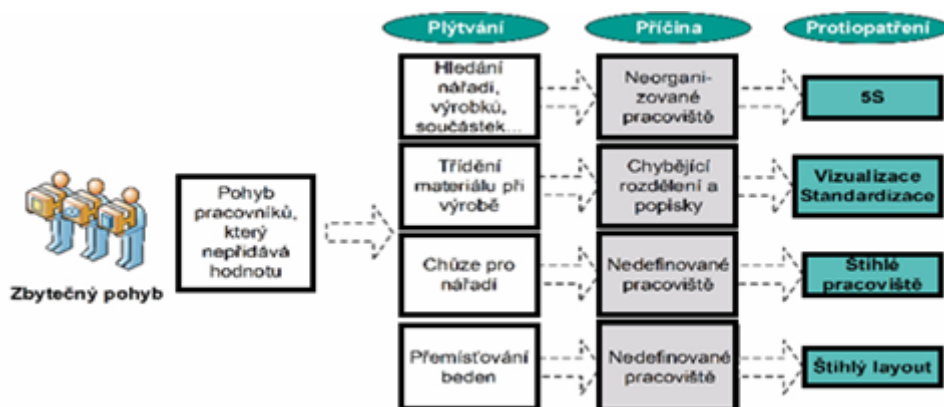 Plýtvání
Příčina
Protiopatření
Hledání
nářadí,
výrobků,
součástek...
Neorgani-
zované
pracoviště
5S
Třídění
materiálu při
výrobě
Chybějící
rozdělení a
popisky
Vizualizace
Standardizace
Pohyb
pracovníků,
který
nepřidává
hodnotu
Zbytečný pohyb
Chůze pro
nářadí
Nedefinované
pracoviště
Štíhlé
pracoviště
Přemísťování
beden
Nedefinované
pracoviště
Štíhlý layout